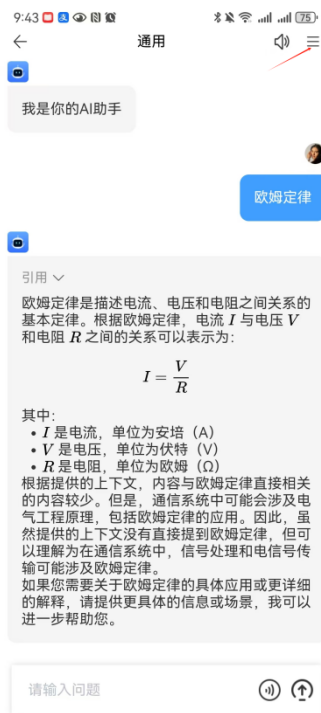 9:43
75
通用
我是你的AI助手
欧姆定律
引用
欧姆定律是描述电流、电压和电阻之间关系的
基本定律。根据欧姆定律，电流 I 与电压 V
和电阻 R 之间的关系可以表示为：
I = V/R
其中：
• I 是电流，单位为安培（A）
• V 是电压，单位为伏特（V）
• R 是电阻，单位为欧姆（Ω）
根据提供的上下文，内容与欧姆定律直接相关
的内容较少。但是，通信系统中可能会涉及电
气工程原理，包括欧姆定律的应用。因此，虽
然提供的上下文没有直接提到欧姆定律，但可
以理解为在通信系统中，信号处理和电信号传
输可能涉及欧姆定律。
如果您需要关于欧姆定律的具体应用或更详细
的解释，请提供更具体的信息或场景，我可以
进一步帮助您。
请输入问题